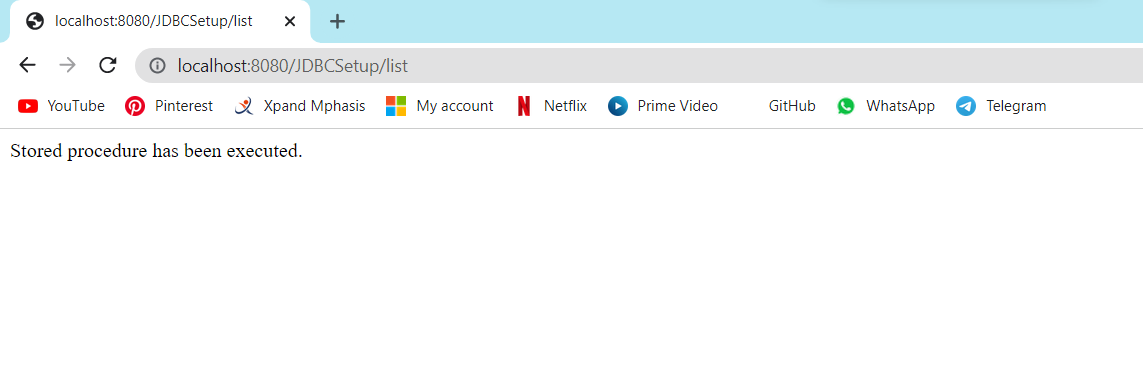 localhost:8080/JDBCSetup/list
localhost:8080/JDBCSetup/list
YouTube Pinterest Xpand Mphasis My account Netflix Prime Video GitHub WhatsApp Telegram
Stored procedure has been executed.